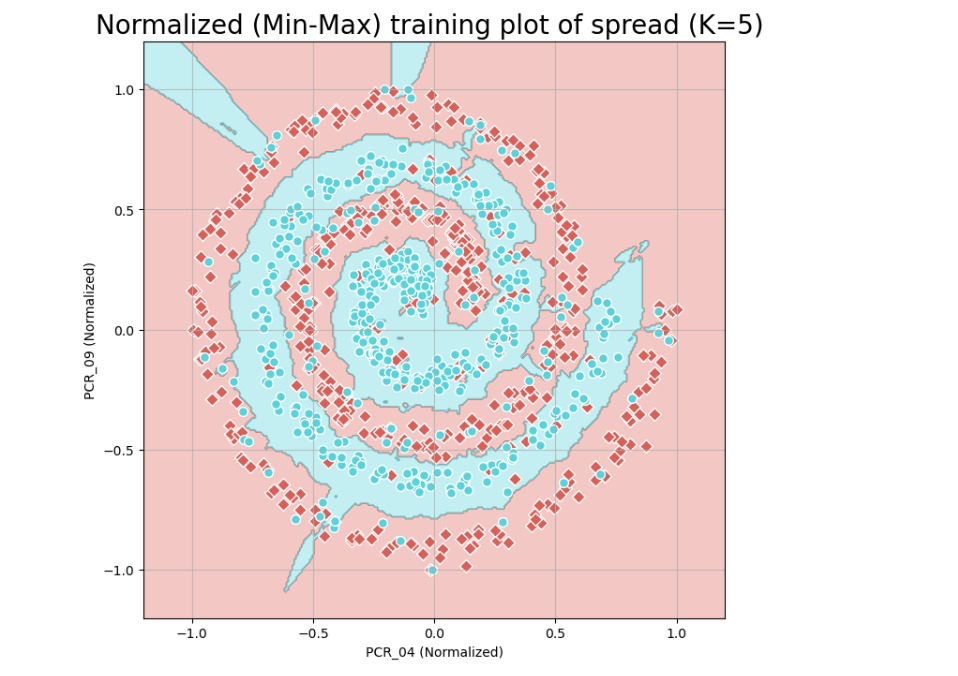 Normalized (Min-Max) training plot of spread (K=5)
1.0
0.5
0.0
−0.5
−1.0
PCR_09 (Normalized)
−1.0 −0.5 0.0 0.5 1.0
PCR_04 (Normalized)